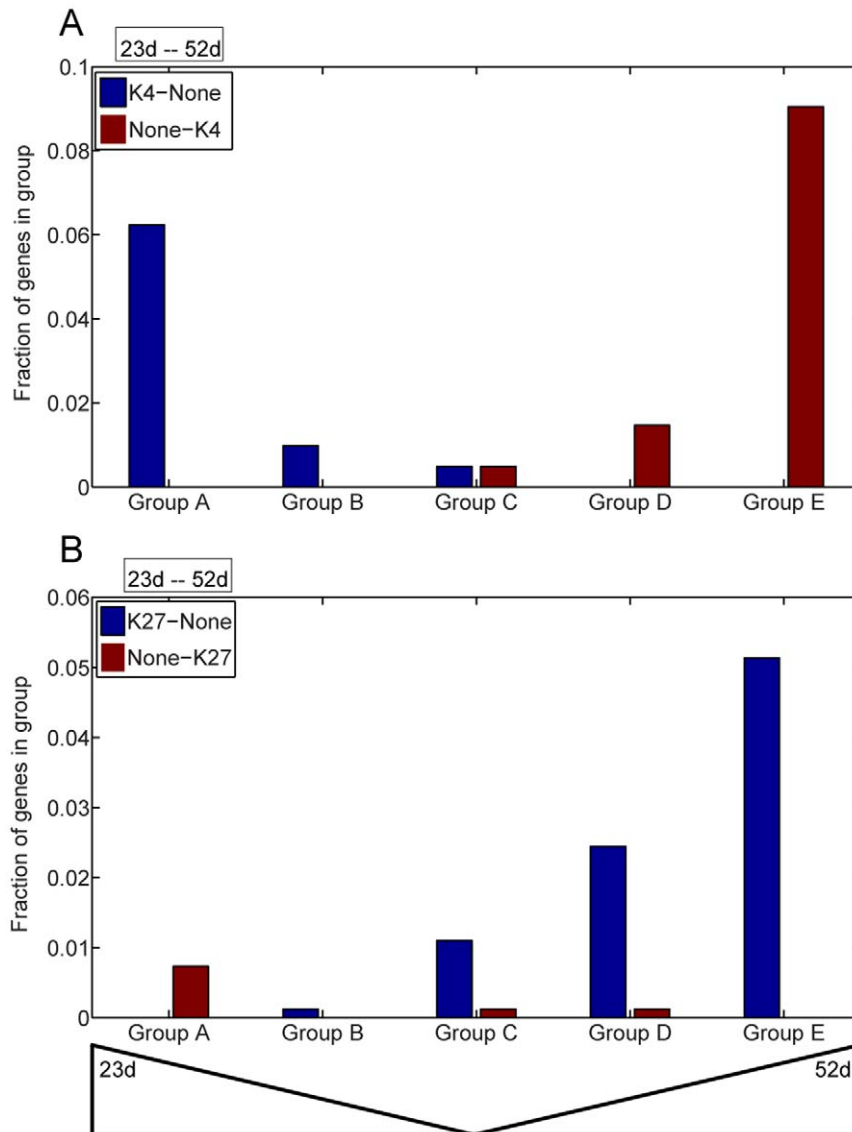 A
23d -- 52d
K4−None
None−K4
Fraction of genes in group
0.1
0.08
0.06
0.04
0.02
0
Group A
Group B
Group C
Group D
Group E
B
23d -- 52d
K27−None
None−K27
Fraction of genes in group
0.06
0.05
0.04
0.03
0.02
0.01
0
Group A
Group B
Group C
Group D
Group E
23d
52d